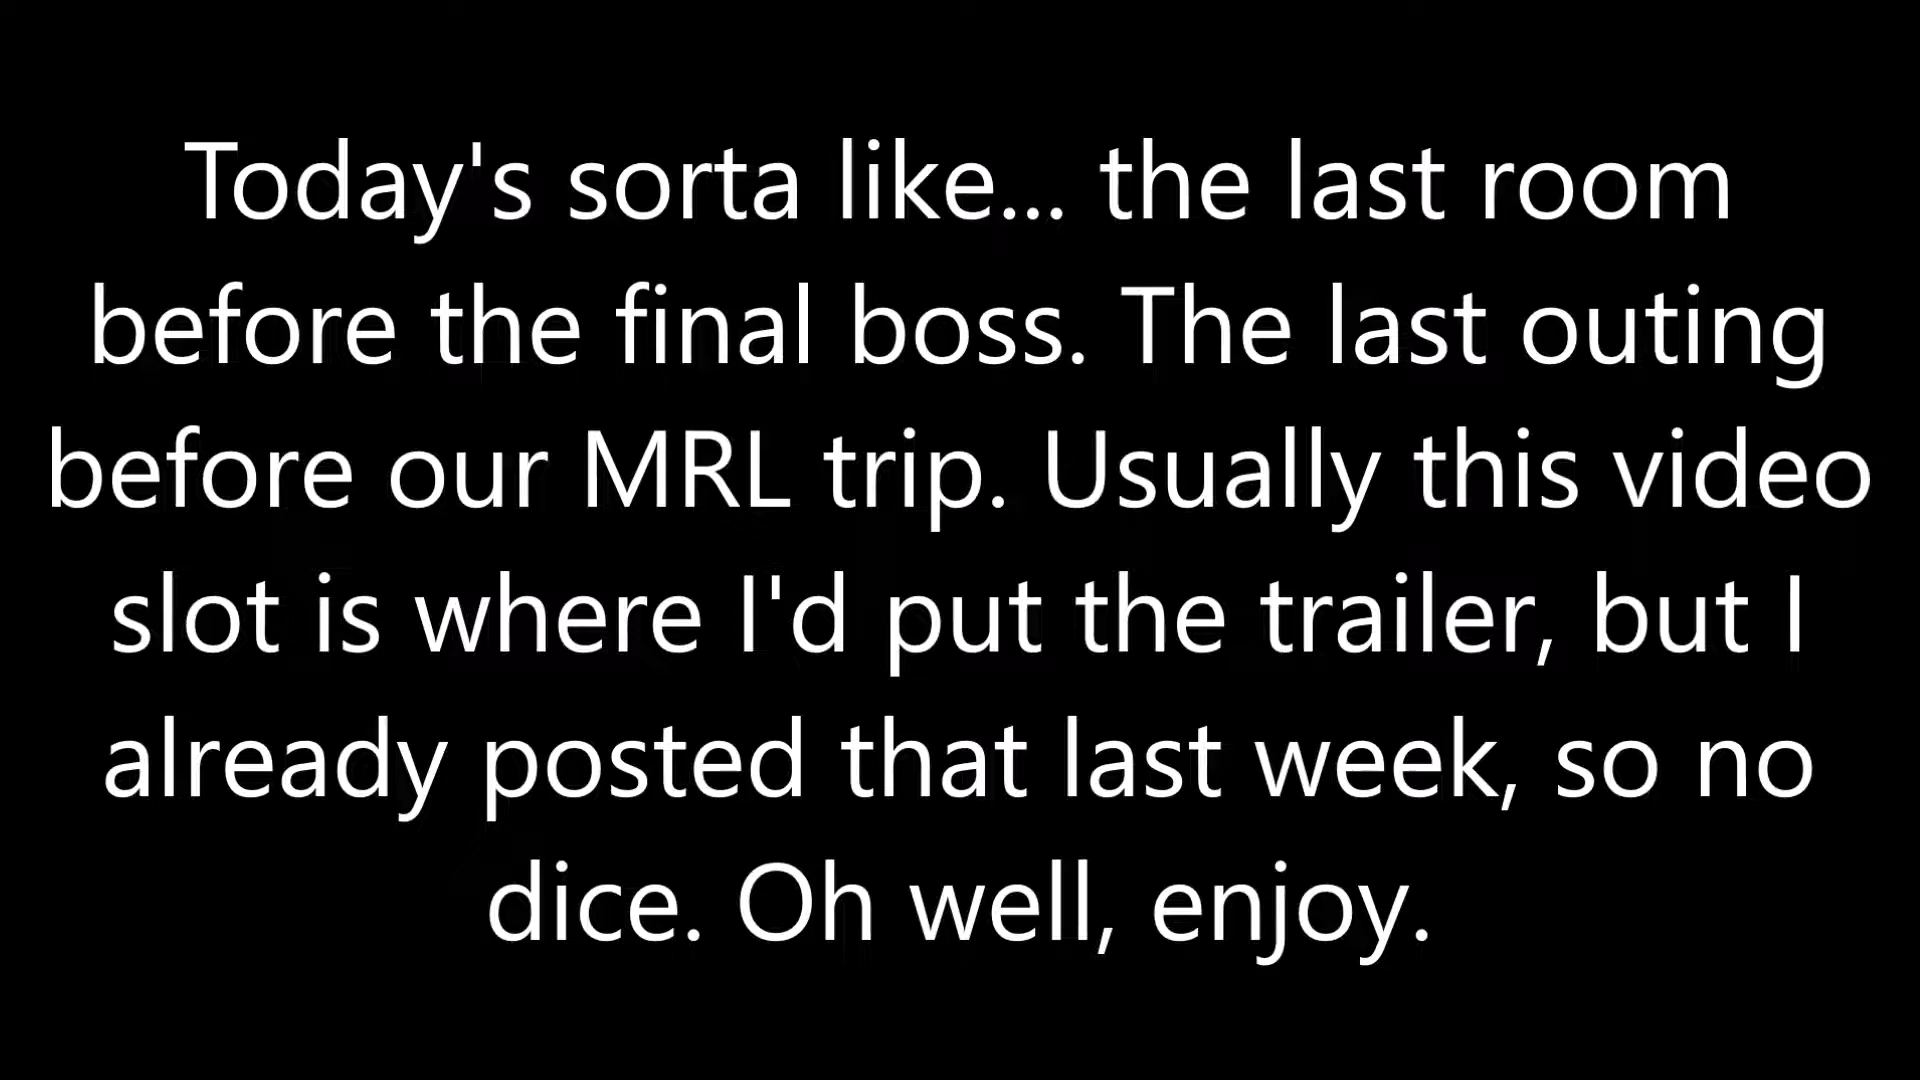 Today's sorta like... the last room
before the final boss. The last outing
before our MRL trip. Usually this video
slot is where I'd put the trailer, but I
already posted that last week, so no
dice. Oh well, enjoy.